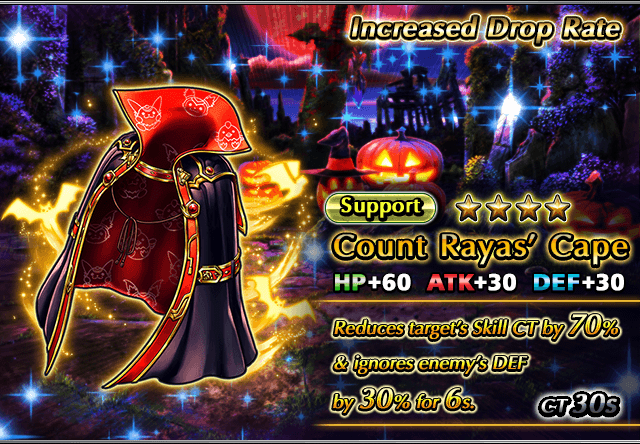 Increased Drop Rate
Support
Count Rayas' Cape
HP+60 ATK+30 DEF+30
Reduces target's Skill CT by 70%
& ignores enemy's DEF
by 30% for 6s.
CT 30s